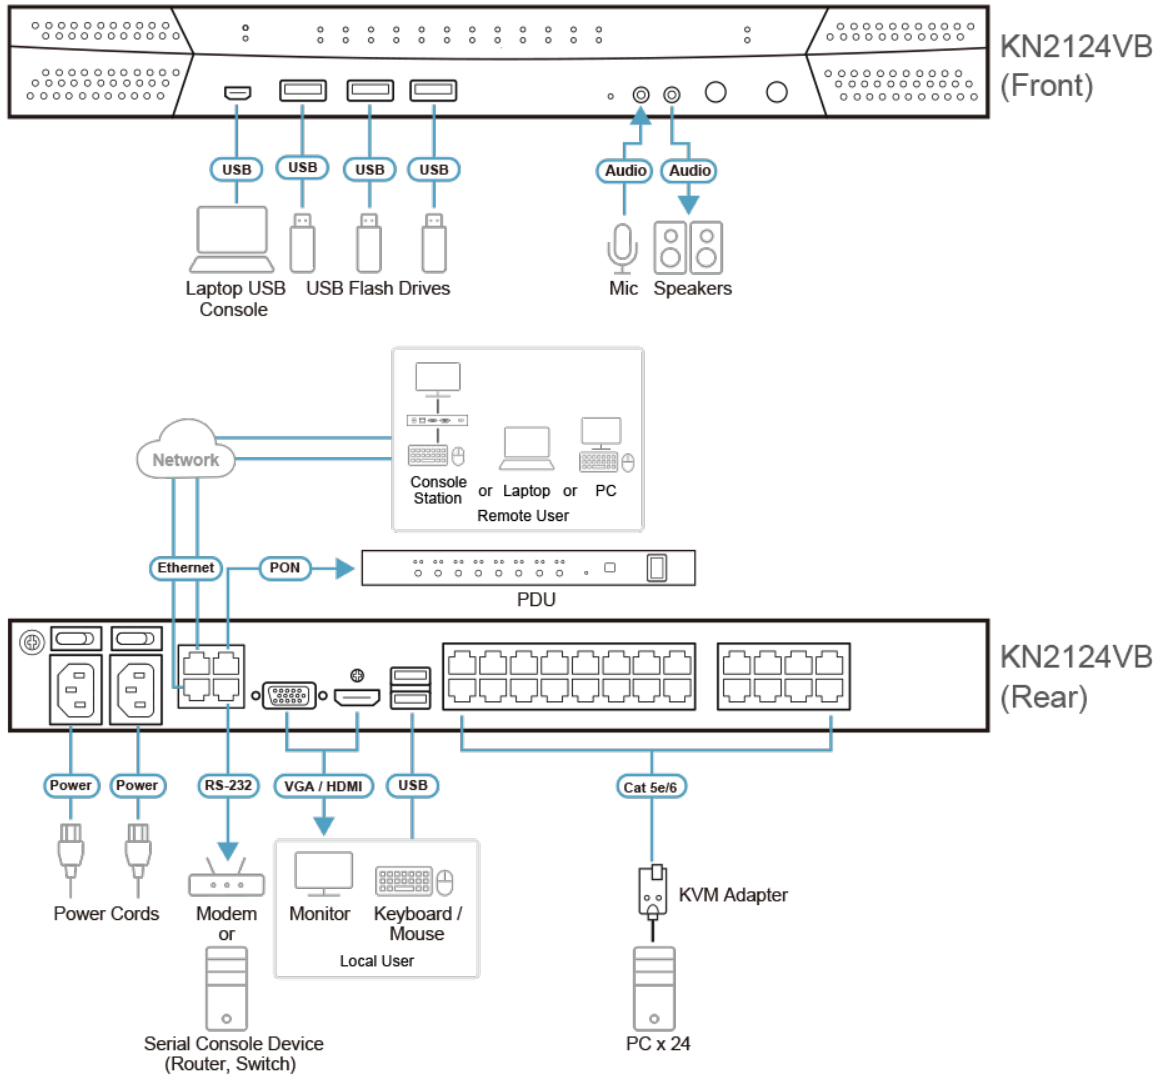 KN2124VB
(Front)
USB
USB
USB
USB
Audio
Audio
Laptop USB
Console
USB Flash Drives
Mic
Speakers
Network
Console
Station
or
Laptop
or
PC
Remote User
Ethernet
PON
PDU
KN2124VB
(Rear)
Power
Power
RS-232
VGA / HDMI
USB
Cat 5e/6
KVM Adapter
Power Cords
Modem
or
Monitor
Keyboard /
Mouse
Local User
Serial Console Device
(Router, Switch)
PC x 24